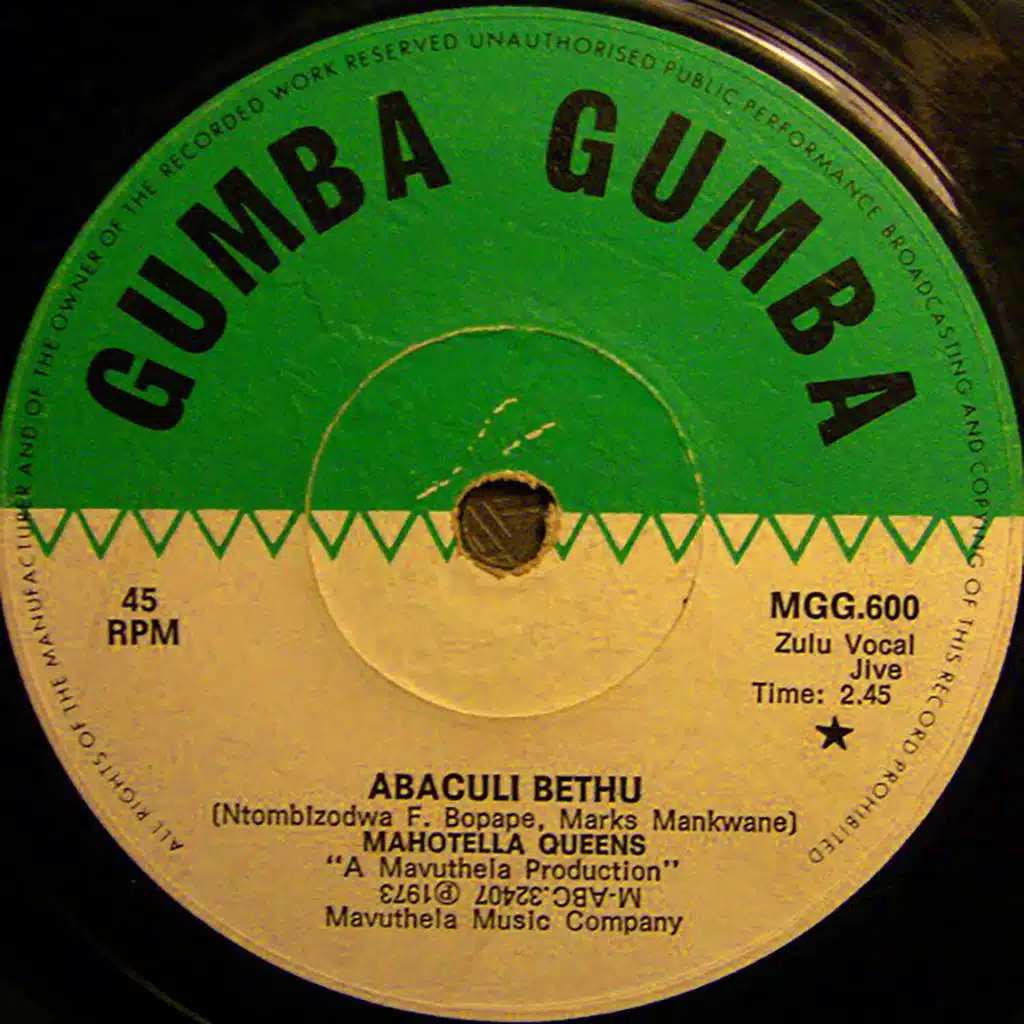 ALL RIGHTS OF THE MANUFACTURER AND OF THE OWNER OF THE RECORDED WORK RESERVED UNAUTHORISED PUBLIC PERFORMANCE BROADCASTING AND COPYING OF THIS RECORD PROHIBITED
GUMBA GUMBA
45
RPM
MGG.600
Zulu Vocal
Jive
Time: 2.45
★
ABACULI BETHU
(Ntombizodwa F. Bopape, Marks Mankwane)
MAHOTELLA QUEENS
"A Mavuthela Production"
M-ABC.32407 ℗1973
Mavuthela Music Company